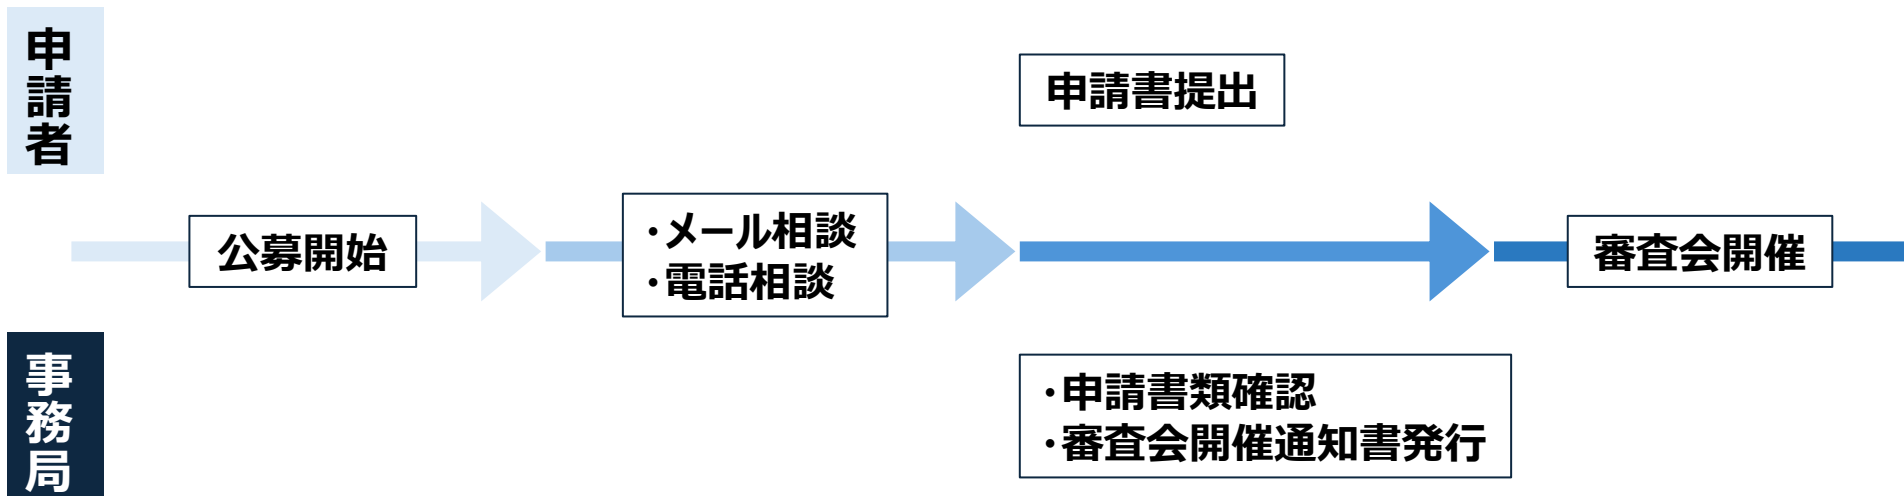 申請者
申請書提出
公募開始
・メール相談
・電話相談
審査会開催
事務局
・申請書類確認
・審査会開催通知書発行